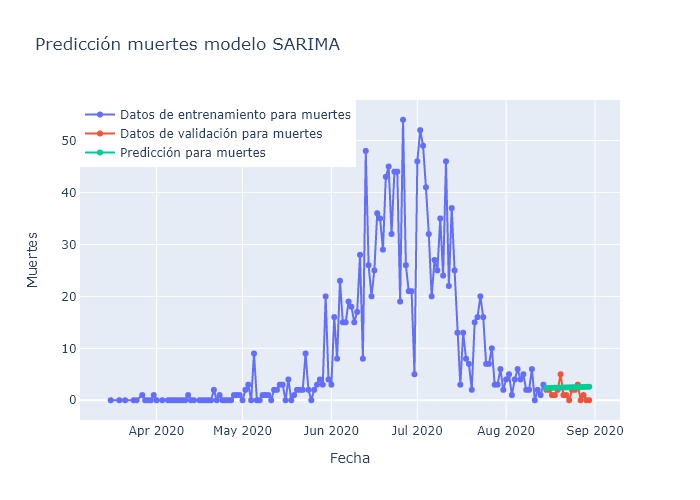 Predicción muertes modelo SARIMA
Datos de entrenamiento para muertes
Datos de validación para muertes
Predicción para muertes
50
40
30
20
10
0
Muertes
Apr 2020
May 2020
Jun 2020
Jul 2020
Aug 2020
Sep 2020
Fecha